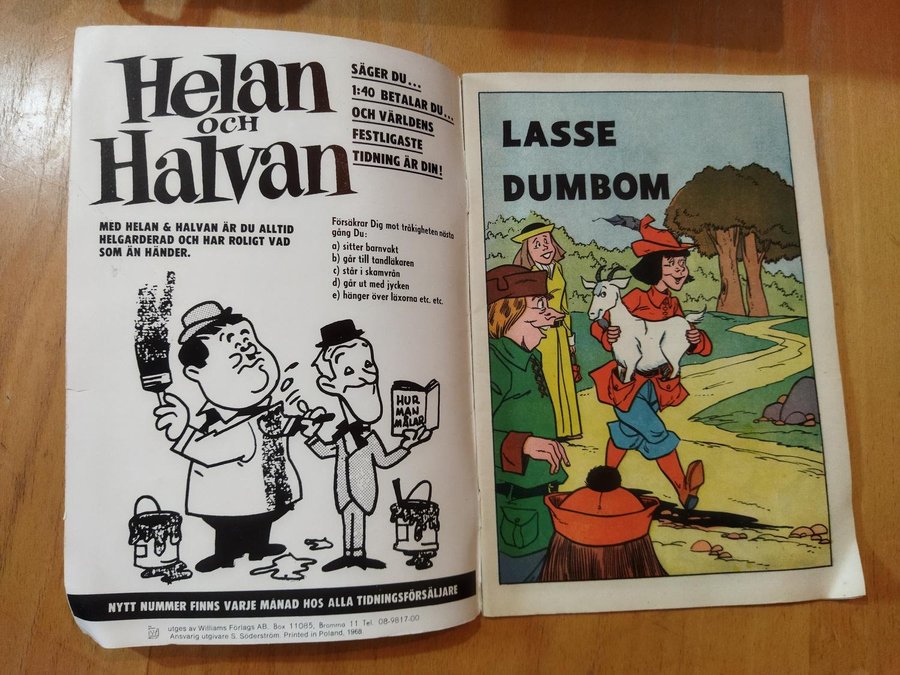 Helan
OCH
Halvan
SÄGER DU...
1:40 BETALAR DU...
OCH VÄRLDENS
FESTLIGASTE
TIDNING ÄR DIN!
MED HELAN & HALVAN ÄR DU ALLTID
HELGARDERAD OCH HAR ROLIGT VAD
SOM ÄN HÄNDER.
Försäkrar Dig mot tråkigheten nästa
gång Du:
a) sitter barnvakt
b) går till tandläkaren
c) står i skamvrån
d) går ut med jycken
e) hänger över läxorna etc. etc.
HUR
MAN
MÅLAR
NYTT NUMMER FINNS VARJE MÅNAD HOS ALLA TIDNINGSFÖRSÄLJARE
utges av Williams Förlags AB. Box 11085, Bromma 11 Tel. 08-9817 00
Ansvarig utgivare S. Söderström. Printed in Poland, 1968
LASSE
DUMBOM